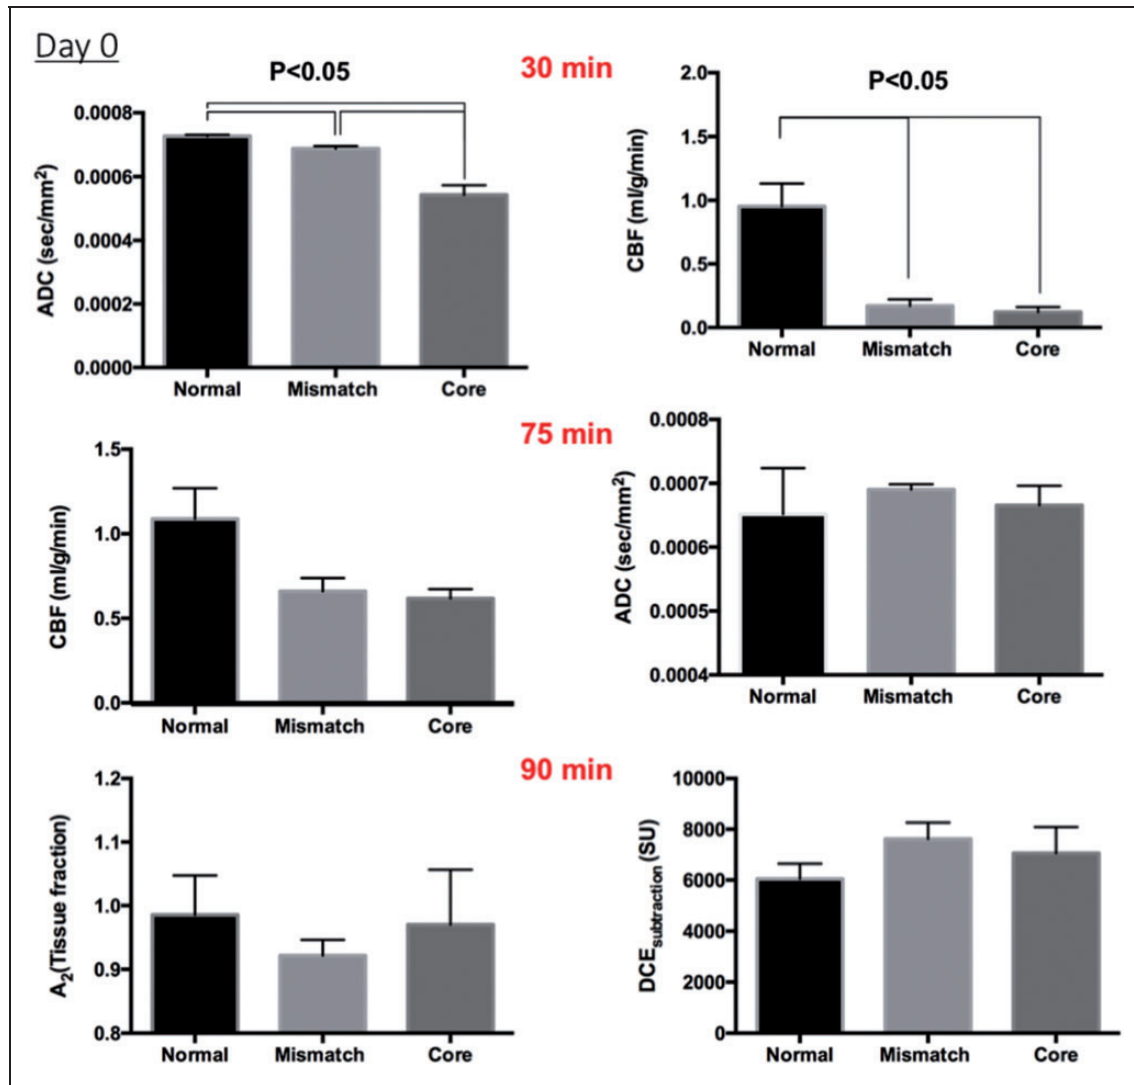 Day 0
30 min
P<0.05
ADC (sec/mm²)
0.0008
0.0006
0.0004
0.0002
0.0000
Normal Mismatch Core
P<0.05
CBF (ml/g/min)
2.0
1.5
1.0
0.5
0.0
Normal Mismatch Core
75 min
CBF (ml/g/min)
1.5
1.0
0.5
0.0
Normal Mismatch Core
ADC (sec/mm²)
0.0008
0.0007
0.0006
0.0005
0.0004
Normal Mismatch Core
90 min
A₂(Tissue fraction)
1.2
1.1
1.0
0.9
0.8
Normal Mismatch Core
DCEsubtraction (SU)
10000
8000
6000
4000
2000
0
Normal Mismatch Core